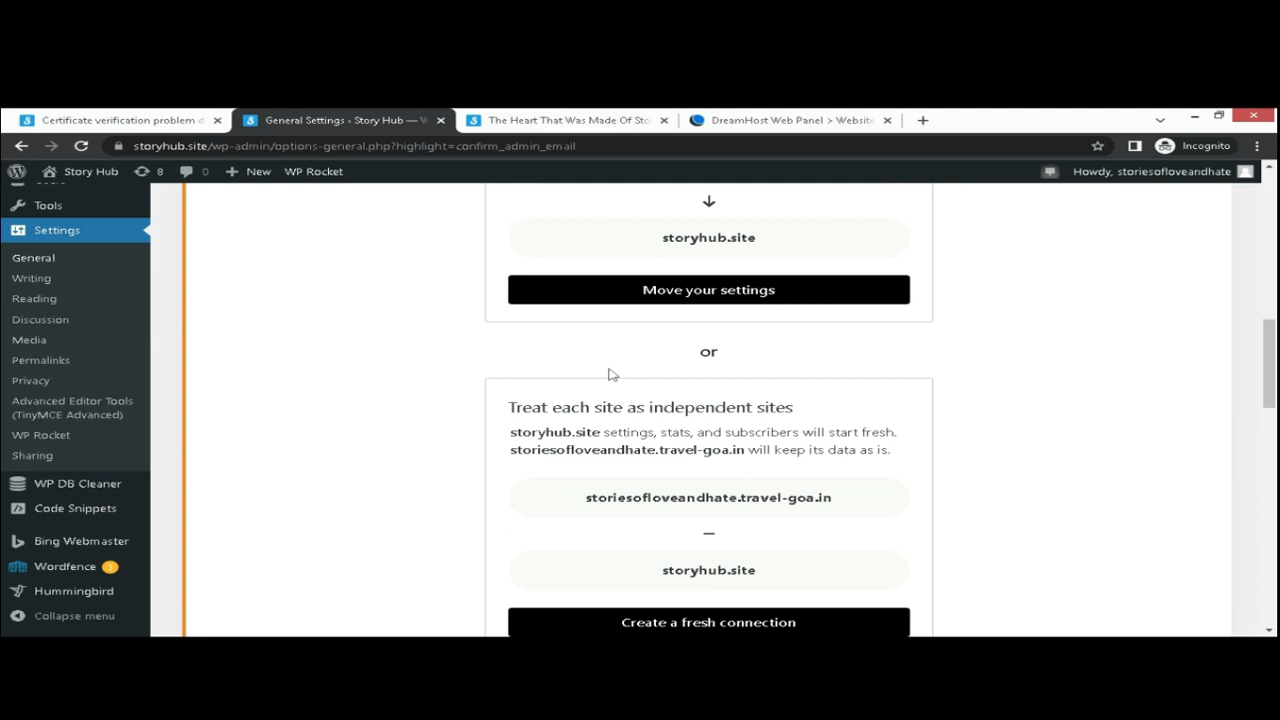 Certificate verification problem d
General Settings ‹ Story Hub — W
The Heart That Was Made Of Sto
DreamHost Web Panel > Website
storyhub.site/wp-admin/options-general.php?highlight=confirm_admin_email
Incognito
Story Hub
8
0
New
WP Rocket
Howdy, storiesofloveandhate
Tools
Settings
General
Writing
Reading
Discussion
Media
Permalinks
Privacy
Advanced Editor Tools
(TinyMCE Advanced)
WP Rocket
Sharing
WP DB Cleaner
Code Snippets
Bing Webmaster
Wordfence 3
Hummingbird
Collapse menu
storyhub.site
Move your settings
or
Treat each site as independent sites
storyhub.site settings, stats, and subscribers will start fresh.
storiesofloveandhate.travel-goa.in will keep its data as is.
storiesofloveandhate.travel-goa.in
storyhub.site
Create a fresh connection